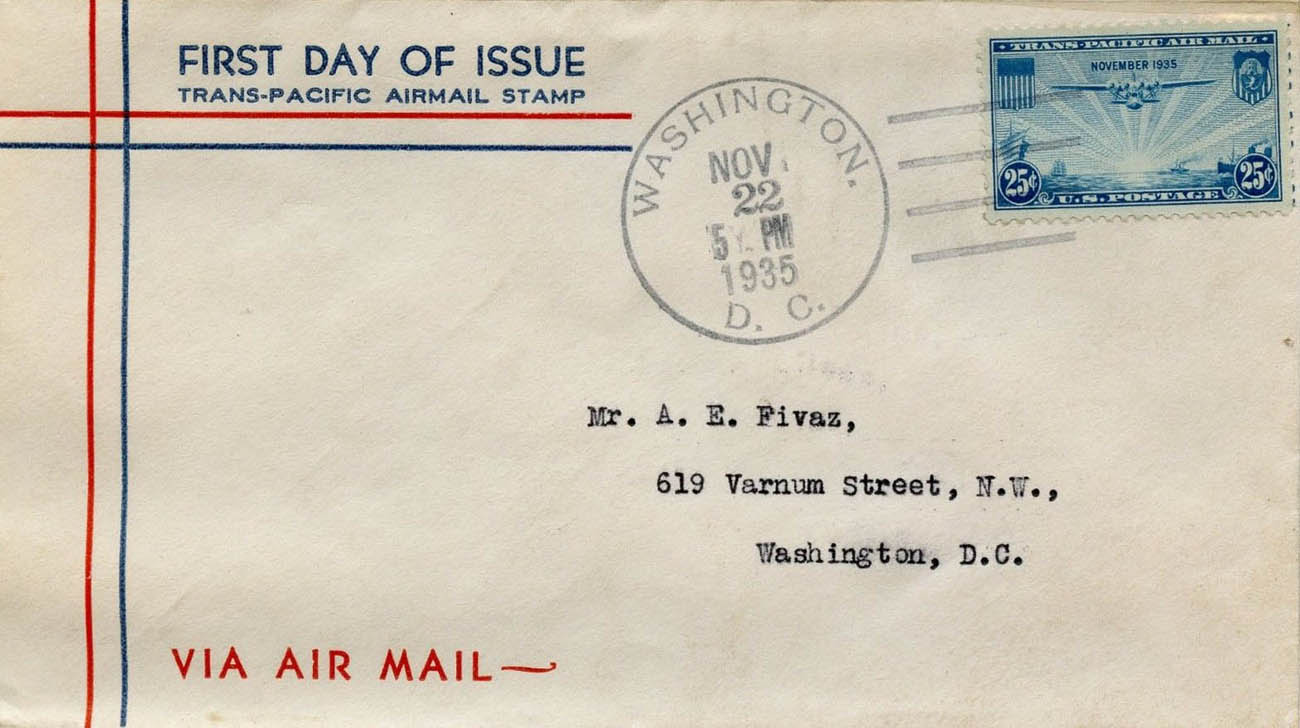 FIRST DAY OF ISSUE
TRANS-PACIFIC AIRMAIL STAMP
TRANS-PACIFIC AIR MAIL
NOVEMBER 1935
25¢
25¢
U.S. POSTAGE
WASHINGTON.
NOV
22
5 PM
1935
D. C.
Mr. A. E. Fivaz,
619 Varnum Street, N.W.,
Washington, D.C.
VIA AIR MAIL